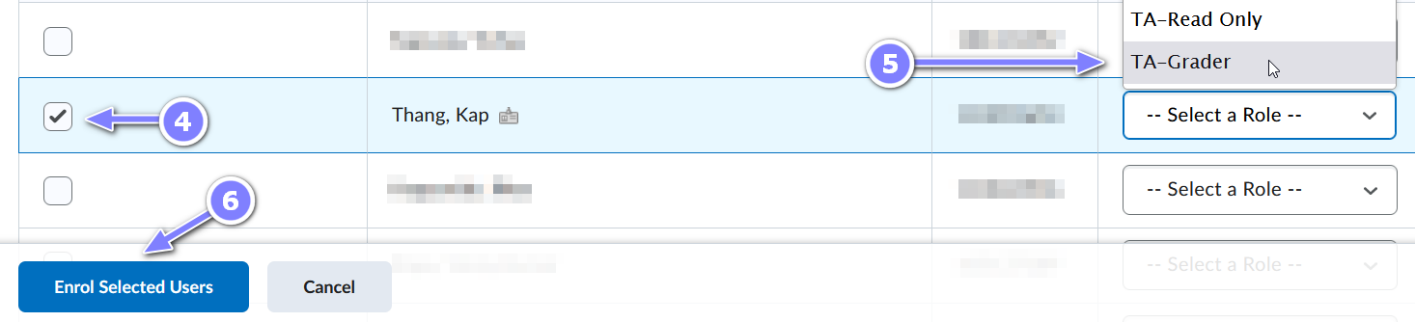 TA-Read Only
5
TA-Grader
4
Thang, Kap
-- Select a Role --
6
-- Select a Role --
-- Select a Role --
Enrol Selected Users
Cancel